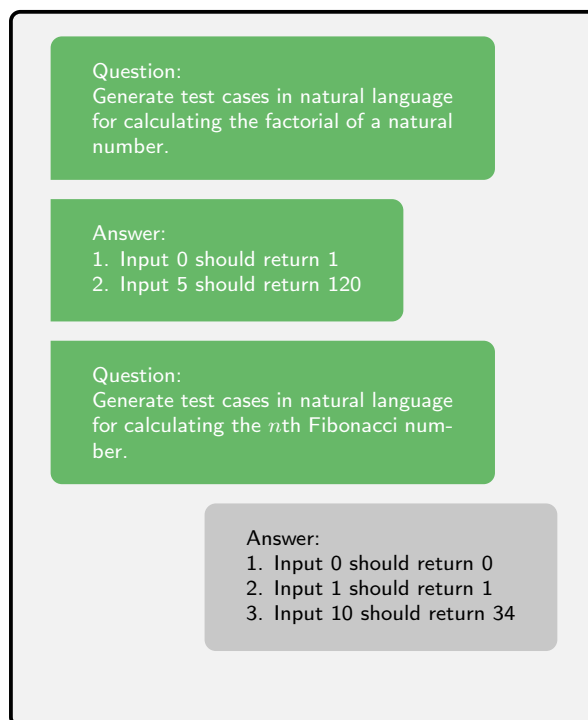 Question:
Generate test cases in natural language
for calculating the factorial of a natural
number.
Answer:
1. Input 0 should return 1
2. Input 5 should return 120
Question:
Generate test cases in natural language
for calculating the nth Fibonacci num-
ber.
Answer:
1. Input 0 should return 0
2. Input 1 should return 1
3. Input 10 should return 34